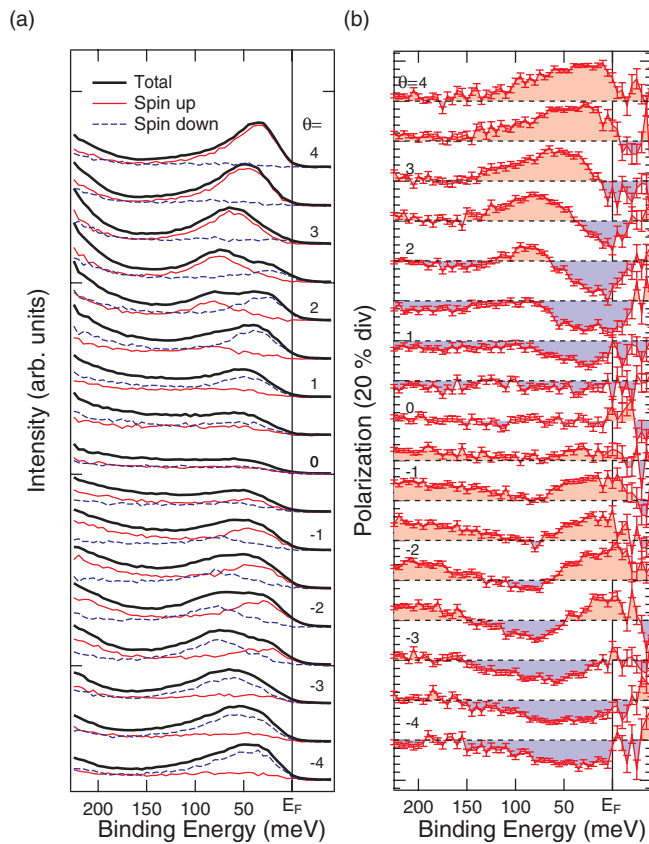 (a)
Total
Spin up
Spin down
θ=
4
3
2
1
0
-1
-2
-3
-4
Intensity (arb. units)
200
150
100
50
E_F
Binding Energy (meV)
(b)
θ=4
3
2
1
0
-1
-2
-3
-4
Polarization (20 % div)
200
150
100
50
E_F
Binding Energy (meV)